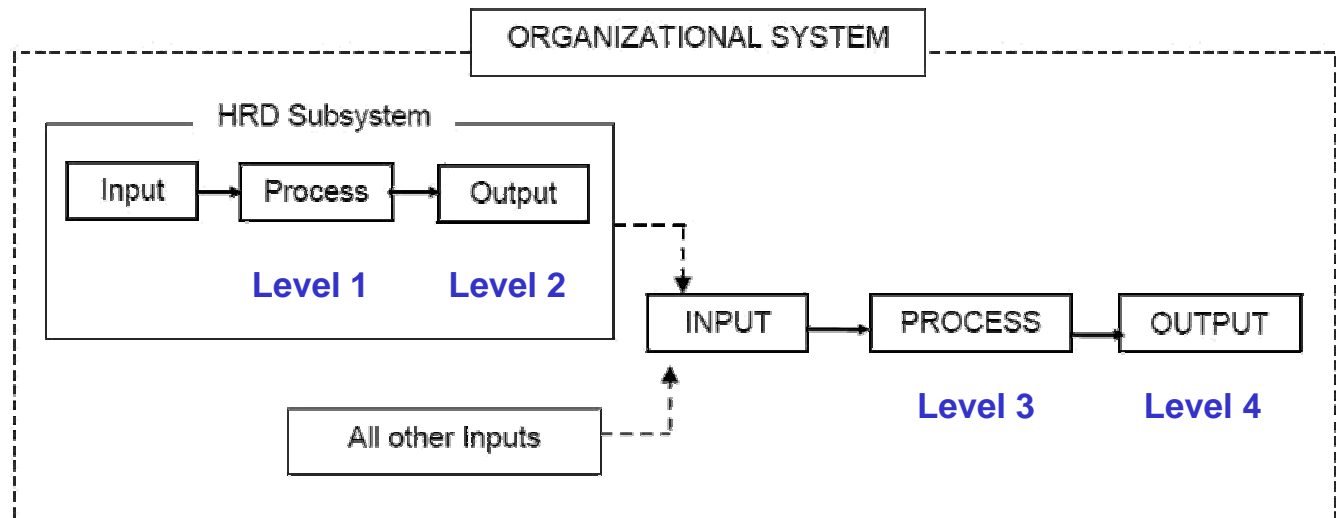 ORGANIZATIONAL SYSTEM
HRD Subsystem
Input
Process
Output
Level 1
Level 2
INPUT
PROCESS
OUTPUT
Level 3
Level 4
All other Inputs